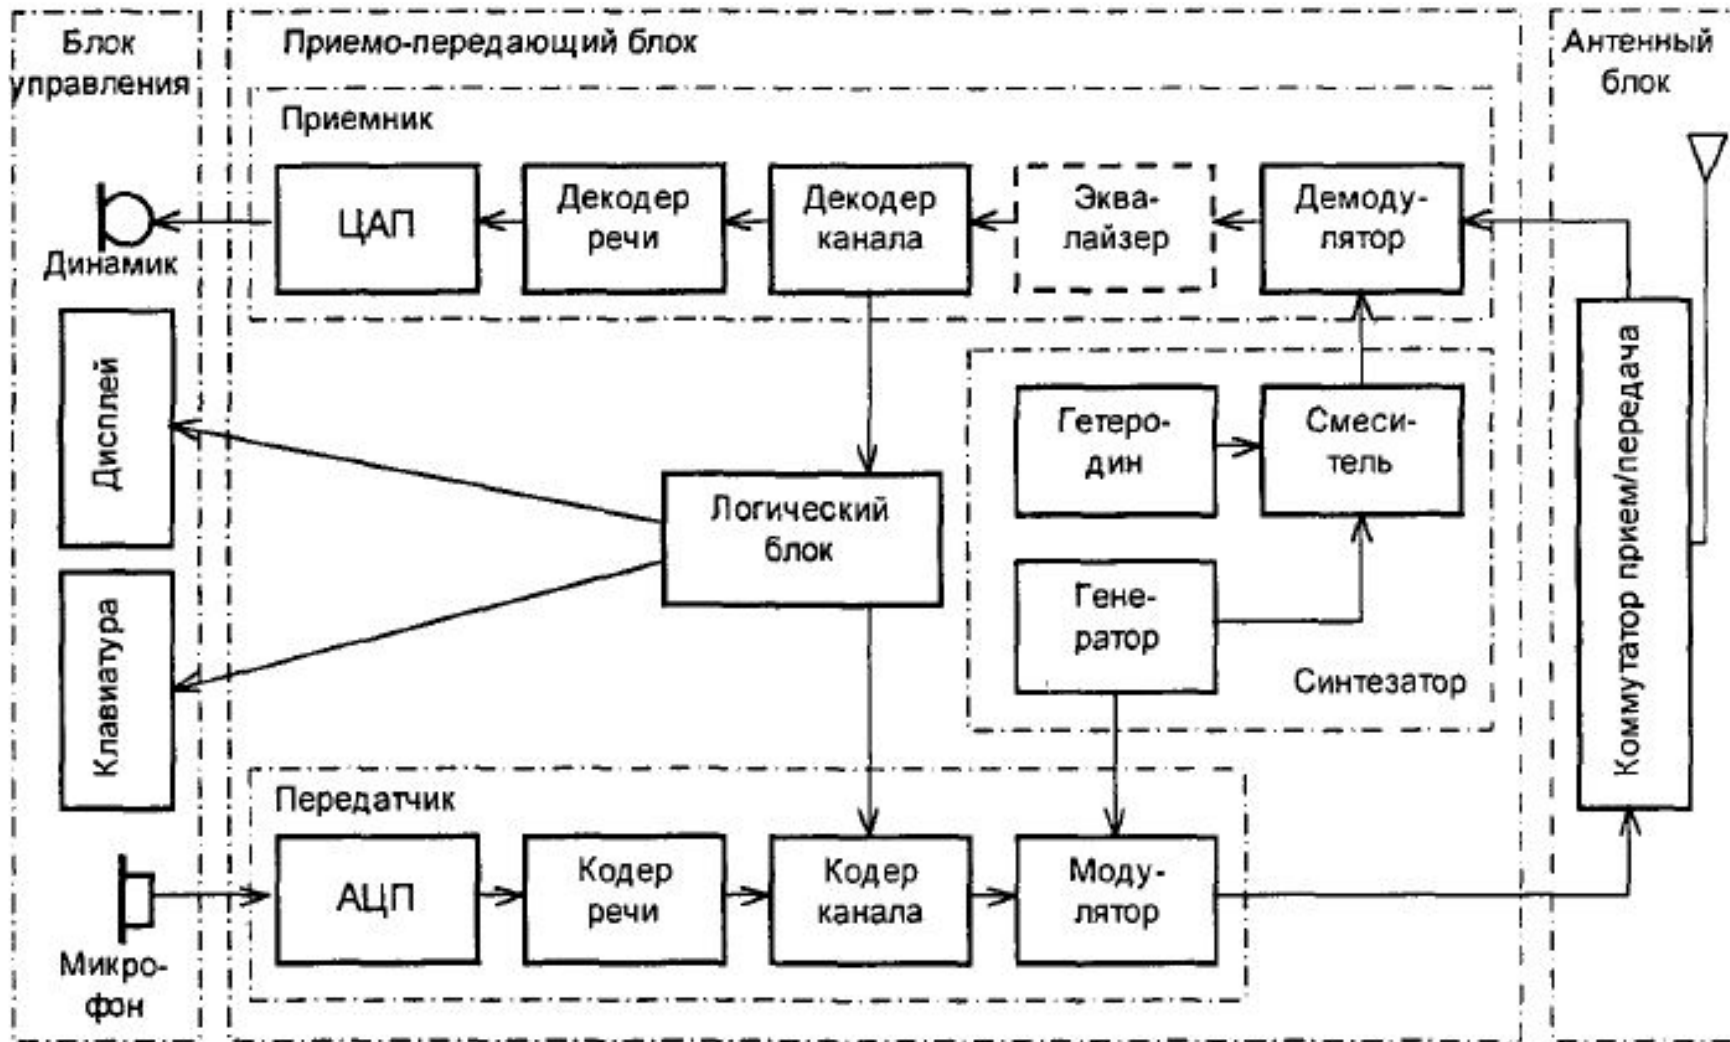 Блок
управления
Приемо-передающий блок
Антенный
блок
Приемник
ЦАП
Декодер
речи
Декодер
канала
Эква-
лайзер
Демоду-
лятор
Динамик
Дисплей
Гетеро-
дин
Смеси-
тель
Логический
блок
Гене-
ратор
Синтезатор
Коммутатор прием/передача
Клавиатура
Передатчик
АЦП
Кодер
речи
Кодер
канала
Моду-
лятор
Микро-
фон